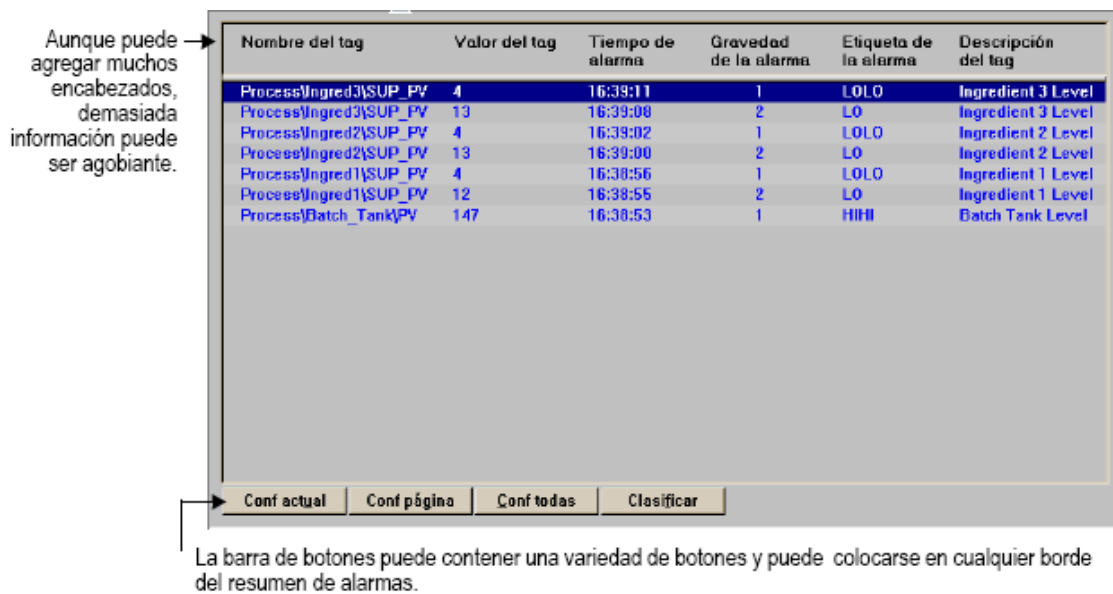 Aunque puede
agregar muchos
encabezados,
demasiada
información puede
ser agobiante.
Nombre del tag Valor del tag Tiempo de alarma Gravedad de la alarma Etiqueta de la alarma Descripción del tag
Process\Ingred3\SUP_PV 4 16:39:11 1 LOLO Ingredient 3 Level
Process\Ingred3\SUP_PV 13 16:39:08 2 LO Ingredient 3 Level
Process\Ingred2\SUP_PV 4 16:39:02 1 LOLO Ingredient 2 Level
Process\Ingred2\SUP_PV 13 16:39:00 2 LO Ingredient 2 Level
Process\Ingred1\SUP_PV 4 16:38:56 1 LOLO Ingredient 1 Level
Process\Ingred1\SUP_PV 12 16:38:55 2 LO Ingredient 1 Level
Process\Batch_Tank\PV 147 16:38:53 1 HIHI Batch Tank Level
Conf actual Conf página Conf todas Clasificar
La barra de botones puede contener una variedad de botones y puede colocarse en cualquier borde
del resumen de alarmas.